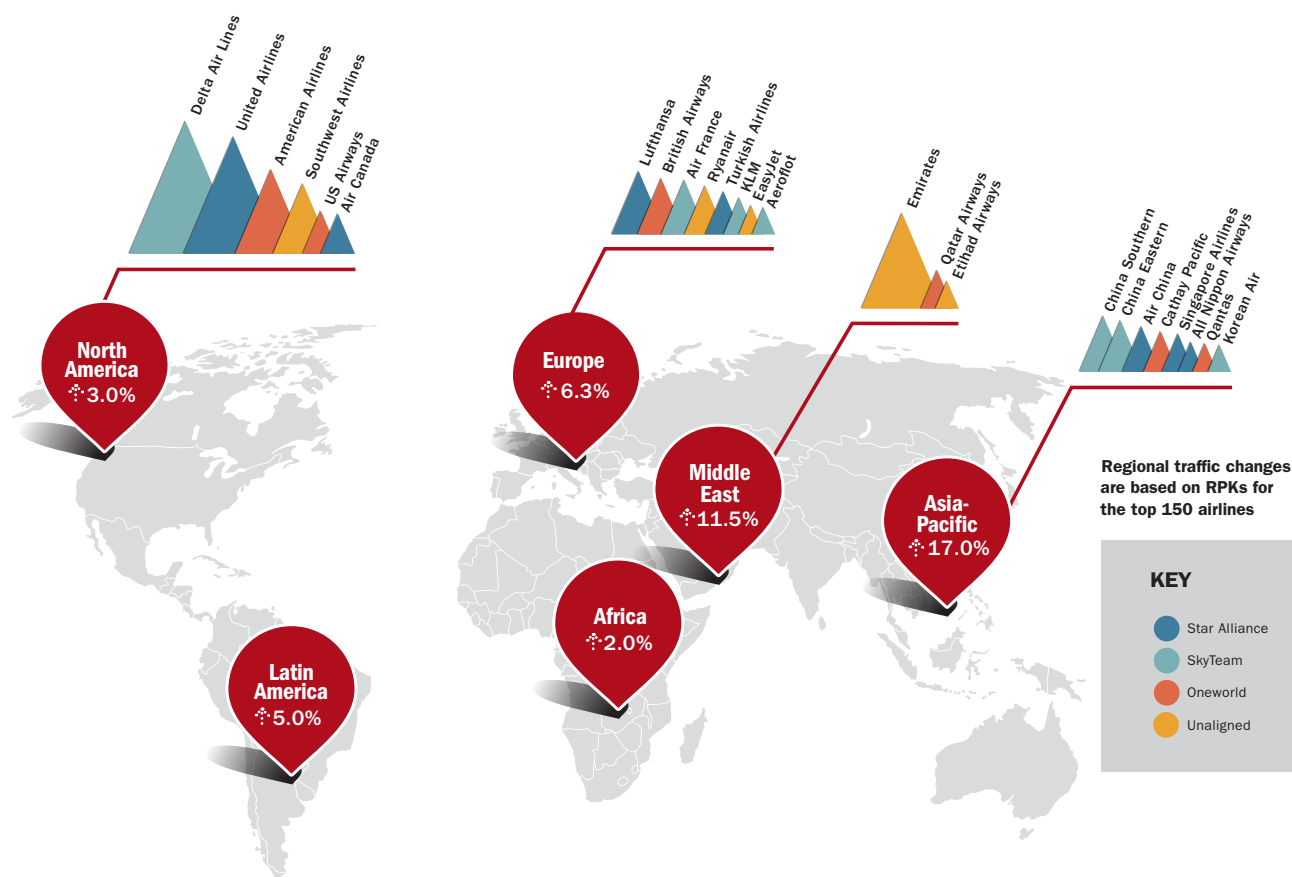 Delta Air Lines
United Airlines
American Airlines
Southwest Airlines
US Airways
Air Canada
Lufthansa
British Airways
Air France
Ryanair
Turkish Airlines
KLM
EasyJet
Aeroflot
Emirates
Qatar Airways
Etihad Airways
China Southern
China Eastern
Air China
Cathay Pacific
Singapore Airlines
All Nippon Airways
Qantas
Korean Air
North
America
3.0%
Europe
6.3%
Middle
East
11.5%
Asia-
Pacific
17.0%
Africa
2.0%
Latin
America
5.0%
Regional traffic changes
are based on RPKs for
the top 150 airlines
KEY
Star Alliance
SkyTeam
Oneworld
Unaligned